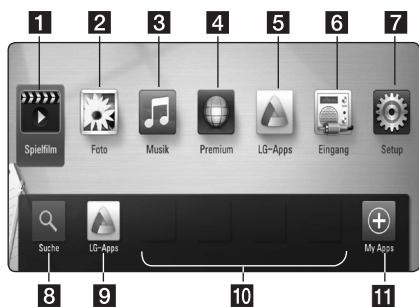 1 2 3 4 5 6 7
Spielfilm Foto Musik Premium LG-Apps Eingang Setup
Suche LG-Apps My Apps
8 9 10 11